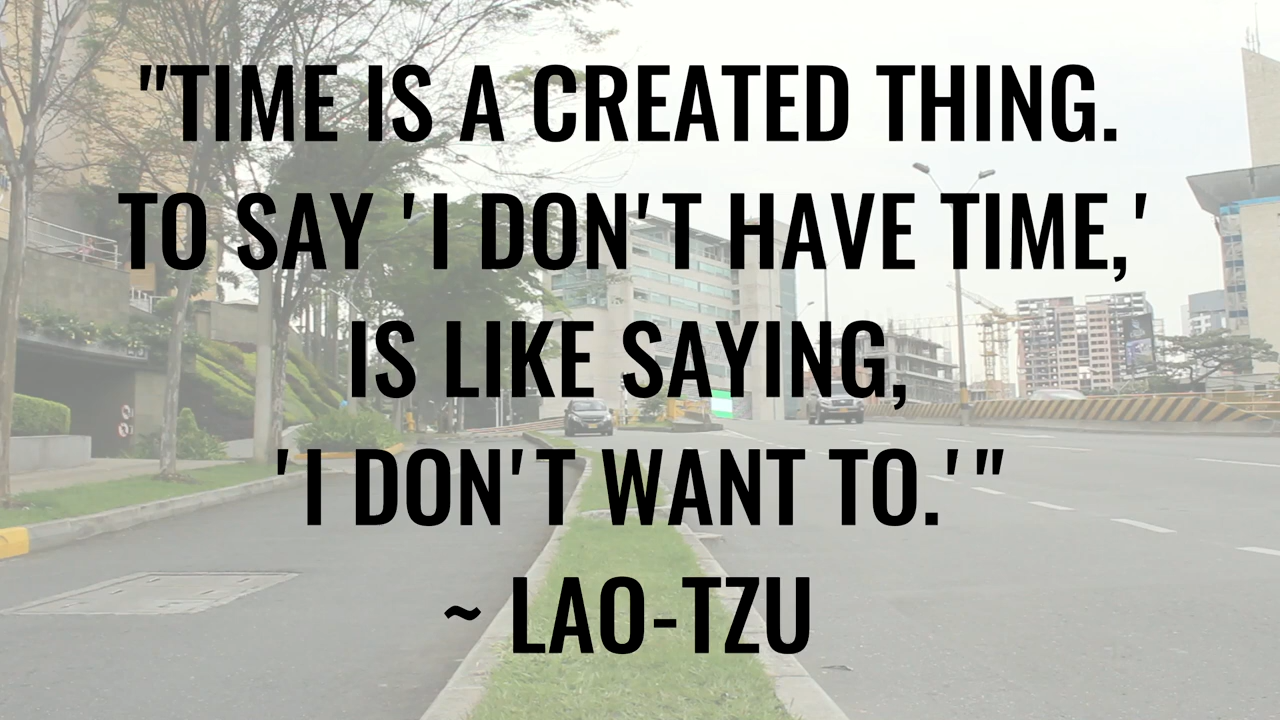 "TIME IS A CREATED THING.
TO SAY 'I DON'T HAVE TIME,'
IS LIKE SAYING,
'I DON'T WANT TO.'"
~ LAO-TZU